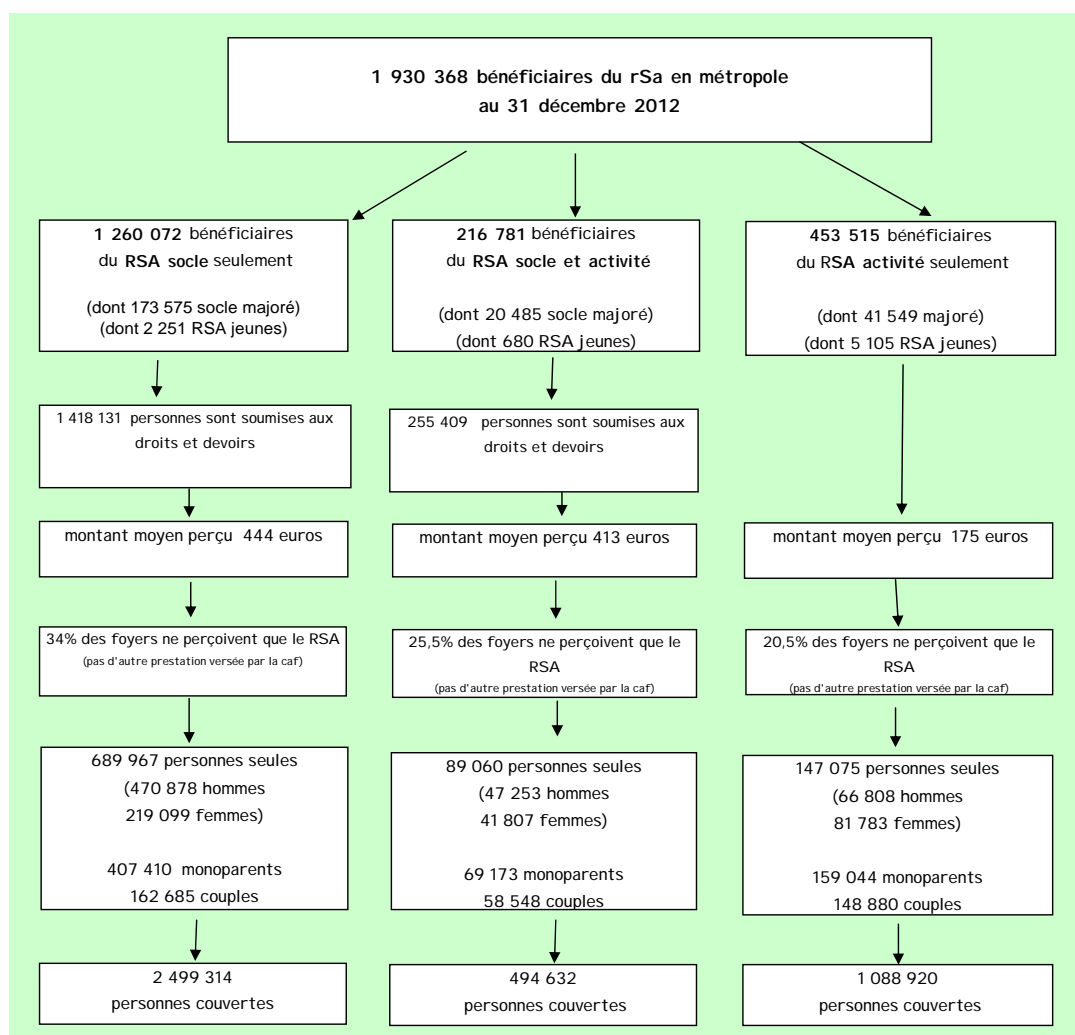 1 930 368 bénéficiaires du rSa en métropole
au 31 décembre 2012
1 260 072 bénéficiaires
du RSA socle seulement
(dont 173 575 socle majoré)
(dont 2 251 RSA jeunes)
216 781 bénéficiaires
du RSA socle et activité
(dont 20 485 socle majoré)
(dont 680 RSA jeunes)
453 515 bénéficiaires
du RSA activité seulement
(dont 41 549 majoré)
(dont 5 105 RSA jeunes)
1 418 131 personnes sont soumises aux
droits et devoirs
255 409 personnes sont soumises aux
droits et devoirs
montant moyen perçu 444 euros
montant moyen perçu 413 euros
montant moyen perçu 175 euros
34% des foyers ne perçoivent que le RSA
(pas d'autre prestation versée par la caf)
25,5% des foyers ne perçoivent que le
RSA
(pas d'autre prestation versée par la caf)
20,5% des foyers ne perçoivent que le
RSA
(pas d'autre prestation versée par la caf)
689 967 personnes seules
(470 878 hommes
219 099 femmes)
407 410 monoparents
162 685 couples
89 060 personnes seules
(47 253 hommes
41 807 femmes)
69 173 monoparents
58 548 couples
147 075 personnes seules
(66 808 hommes
81 783 femmes)
159 044 monoparents
148 880 couples
2 499 314
personnes couvertes
494 632
personnes couvertes
1 088 920
personnes couvertes